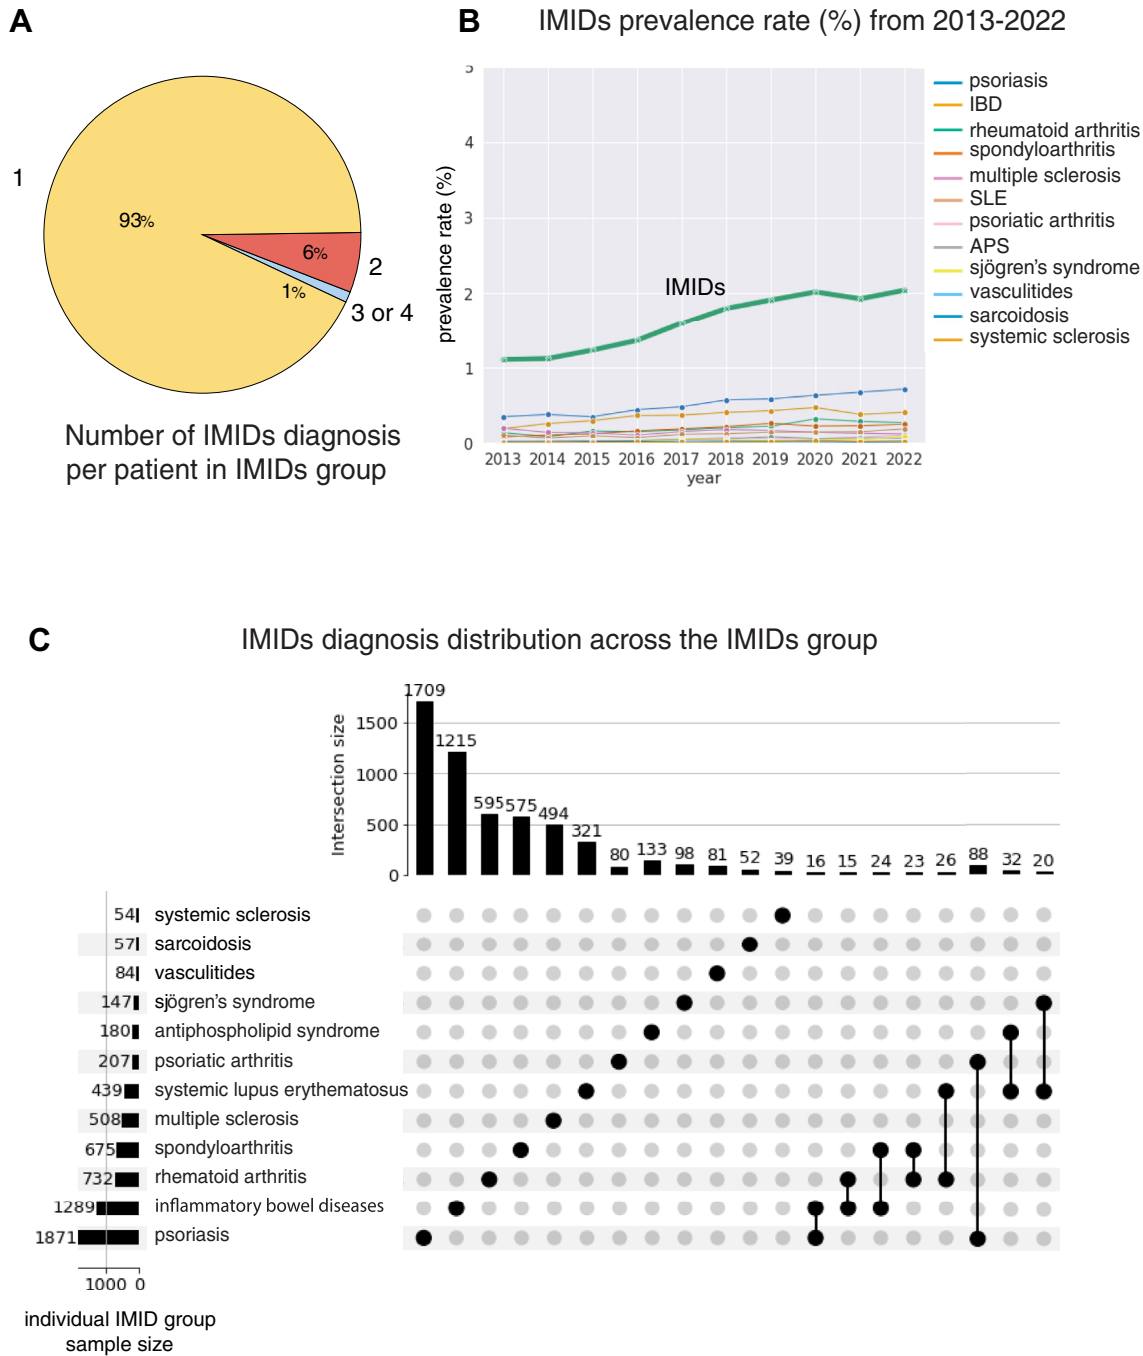 A
1
93%
6%
1%
2
3 or 4
Number of IMIDs diagnosis
per patient in IMIDs group
B
IMIDs prevalence rate (%) from 2013-2022
prevalence rate (%)
5
4
3
2
1
0
IMIDs
2013 2014 2015 2016 2017 2018 2019 2020 2021 2022
year
psoriasis
IBD
rheumatoid arthritis
spondyloarthritis
multiple sclerosis
SLE
psoriatic arthritis
APS
sjögren's syndrome
vasculitides
sarcoidosis
systemic sclerosis
C
IMIDs diagnosis distribution across the IMIDs group
Intersection size
1500
1000
500
0
1709 1215 595 575 494 321 80 133 98 81 52 39 16 15 24 23 26 88 32 20
54 systemic sclerosis
57 sarcoidosis
84 vasculitides
147 sjögren's syndrome
180 antiphospholipid syndrome
207 psoriatic arthritis
439 systemic lupus erythematosus
508 multiple sclerosis
675 spondyloarthritis
732 rhematoid arthritis
1289 inflammatory bowel diseases
1871 psoriasis
1000 0
individual IMID group
sample size